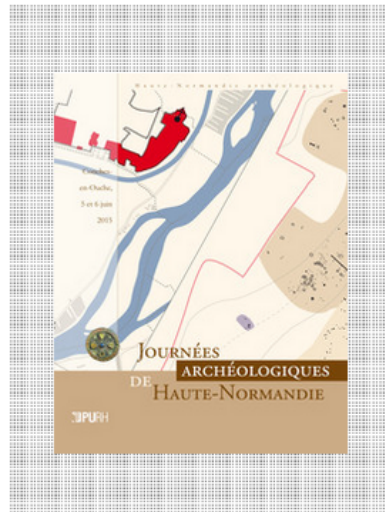 Haute-Normandie archéologique
Conches-
en-Ouche,
5 et 6 juin
2015
JOURNÉES
ARCHÉOLOGIQUES
DE
HAUTE-NORMANDIE
PURH